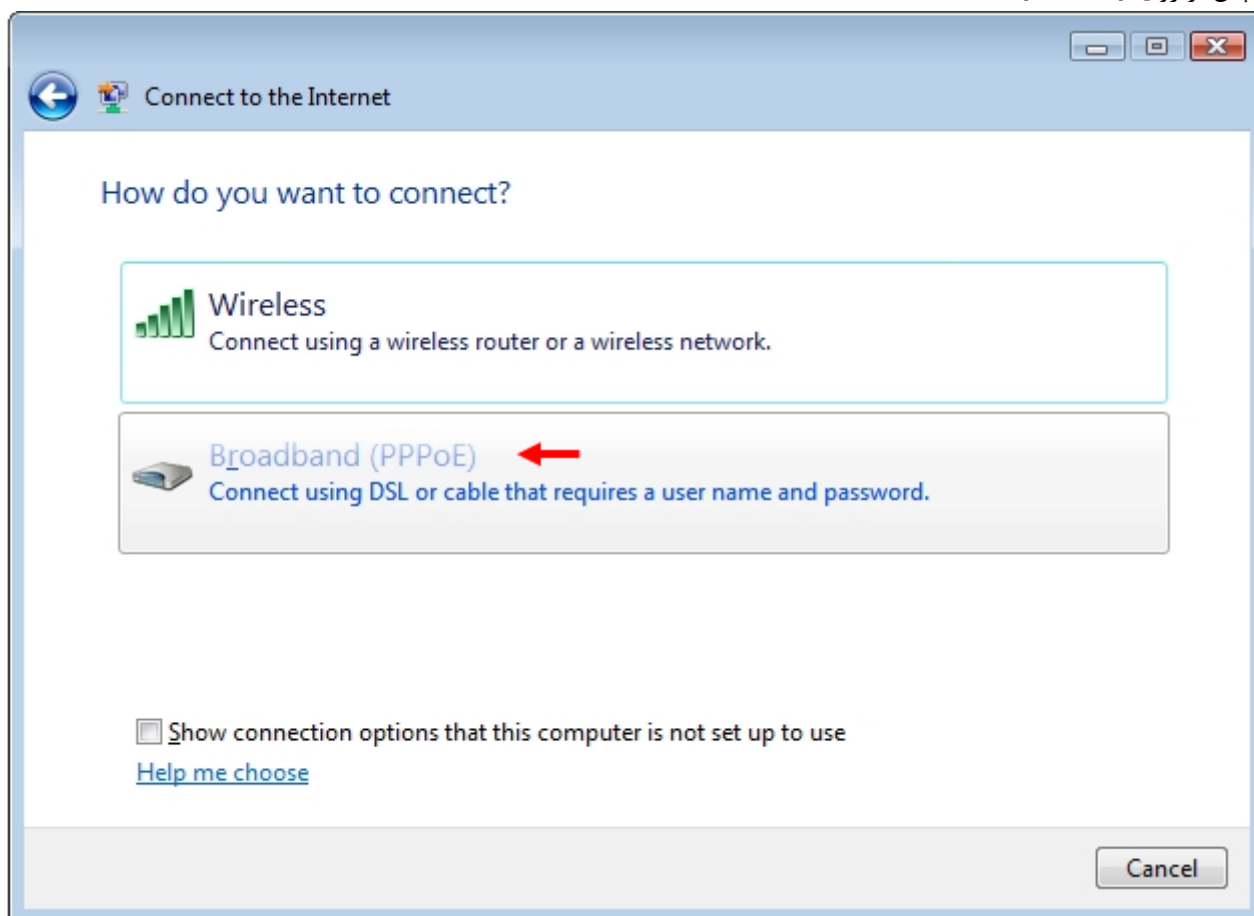 Connect to the Internet
How do you want to connect?
Wireless
Connect using a wireless router or a wireless network.
Broadband (PPPoE)
Connect using DSL or cable that requires a user name and password.
Show connection options that this computer is not set up to use
Help me choose
Cancel